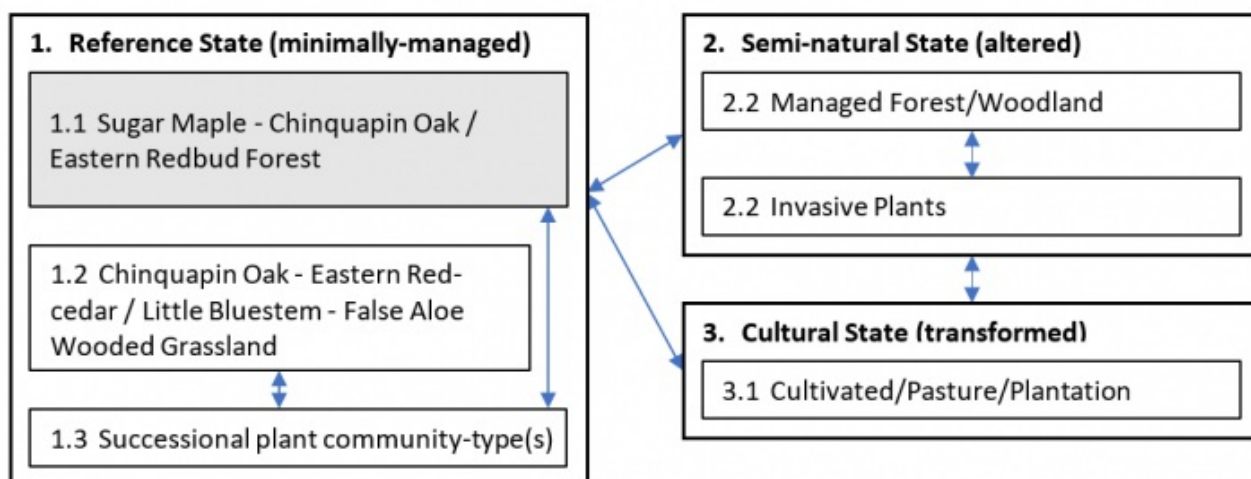 1. Reference State (minimally-managed)
1.1 Sugar Maple - Chinquapin Oak /
Eastern Redbud Forest
1.2 Chinquapin Oak - Eastern Red-
cedar / Little Bluestem - False Aloe
Wooded Grassland
1.3 Successional plant community-type(s)
2. Semi-natural State (altered)
2.2 Managed Forest/Woodland
2.2 Invasive Plants
3. Cultural State (transformed)
3.1 Cultivated/Pasture/Plantation